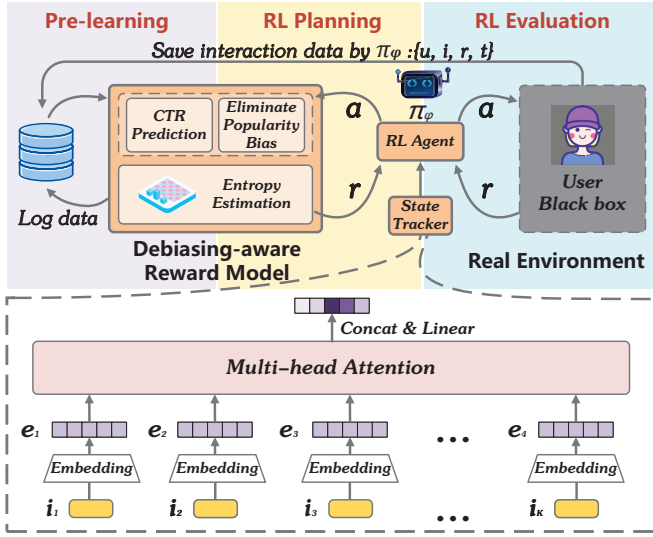 Pre-learning
RL Planning
RL Evaluation
Save interaction data by πφ :{u, i, r, t}
CTR
Prediction
Eliminate
Popularity
Bias
a
πφ
a
RL Agent
Entropy
Estimation
r
r
State
Tracker
User
Black box
Log data
Debiasing-aware
Reward Model
Real Environment
Concat & Linear
Multi-head Attention
e1
e2
e3
...
e4
Embedding
Embedding
Embedding
Embedding
i1
i2
i3
...
iK